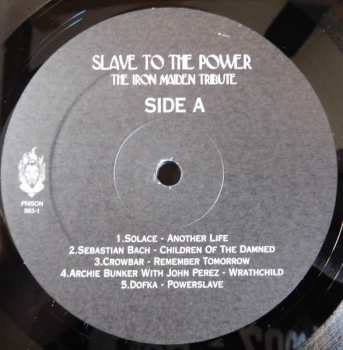 SLAVE TO THE POWER
THE IRON MAIDEN TRIBUTE
SIDE A
PRISON
1.SOLACE - ANOTHER LIFE
2.SEBASTIAN BACH - CHILDREN OF THE DAMNED
3.CROWBAR - REMEMBER TOMORROW
4.ARCHIE BUNKER WITH JOHN PEREZ - WRATHCHILD
5.DOFKA - POWERSLAVE